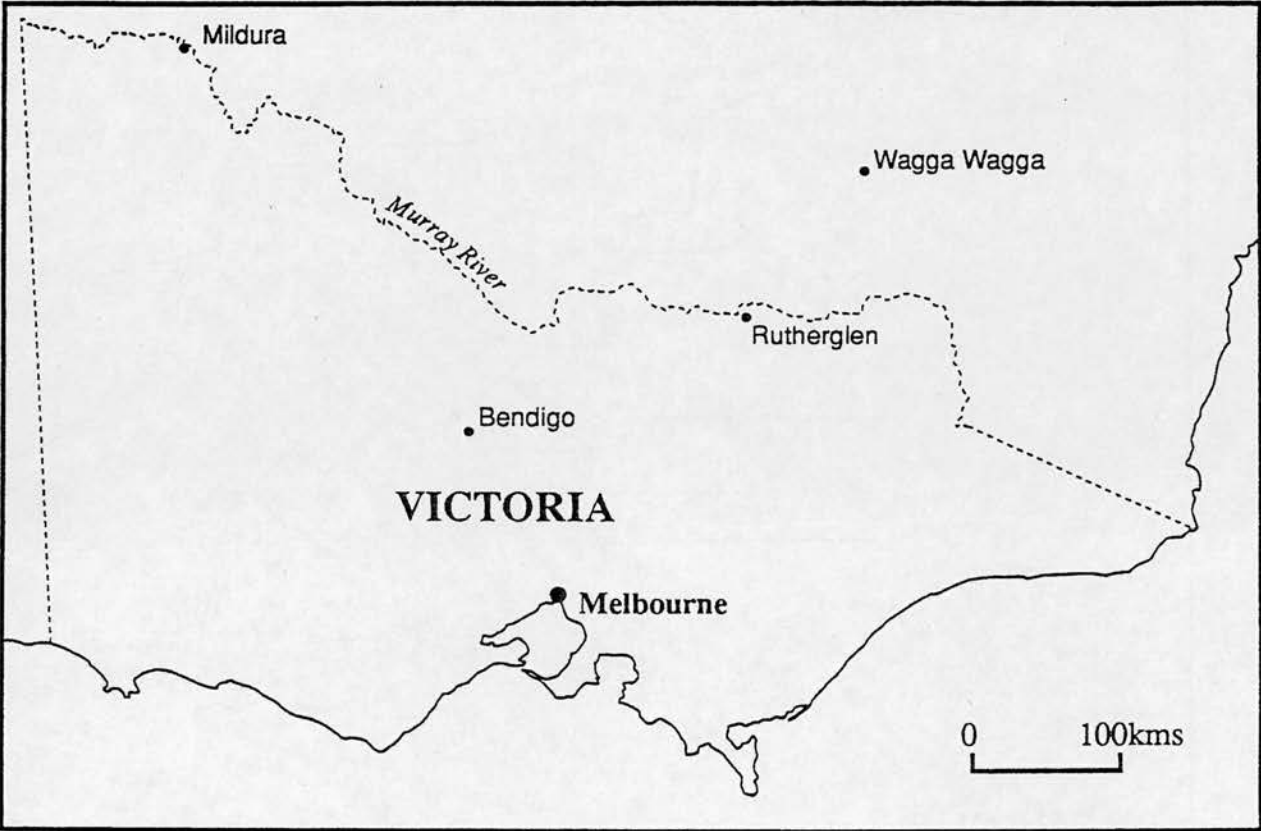 Mildura
Wagga Wagga
Murray River
Rutherglen
Bendigo
VICTORIA
Melbourne
0 100kms